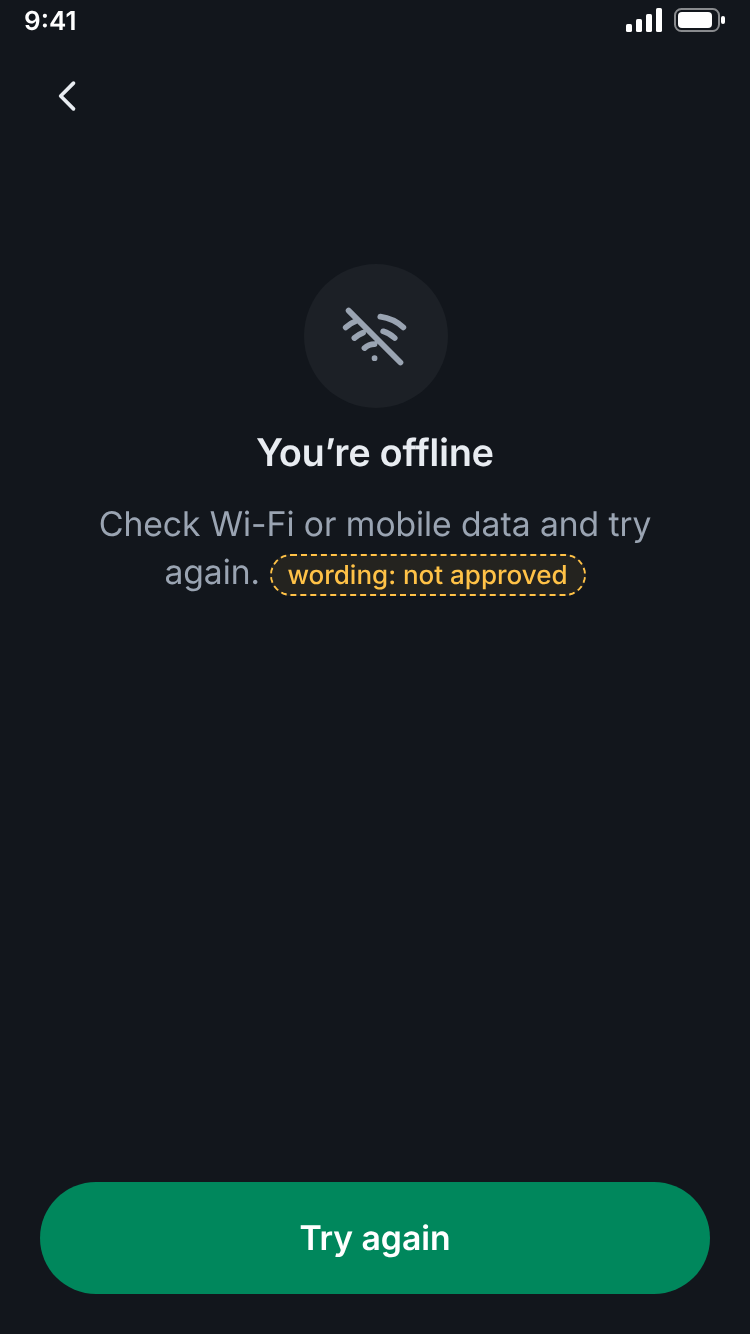 9:41
You’re offline
Check Wi-Fi or mobile data and try
again. wording: not approved
Try again